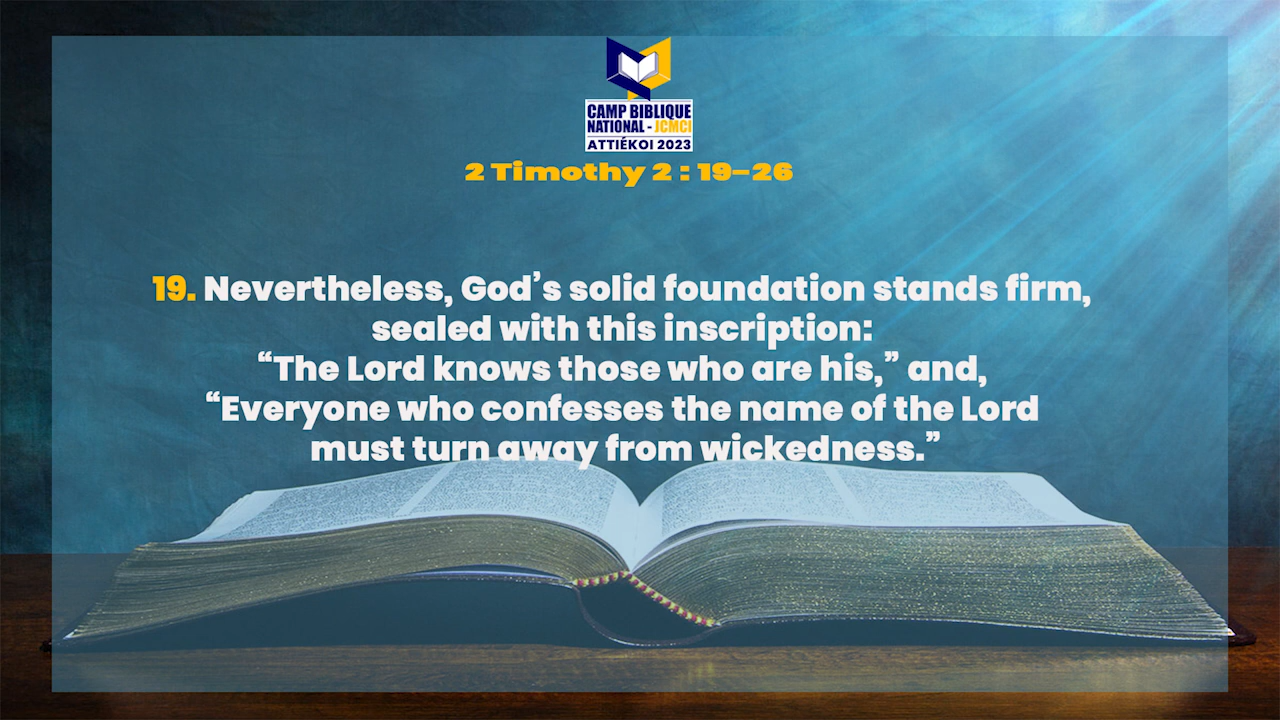 CAMP BIBLIQUE
NATIONAL - JCMCI
ATTIÉKOI 2023
2 Timothy 2 : 19-26
19. Nevertheless, God’s solid foundation stands firm,
sealed with this inscription:
“The Lord knows those who are his,” and,
“Everyone who confesses the name of the Lord
must turn away from wickedness.”